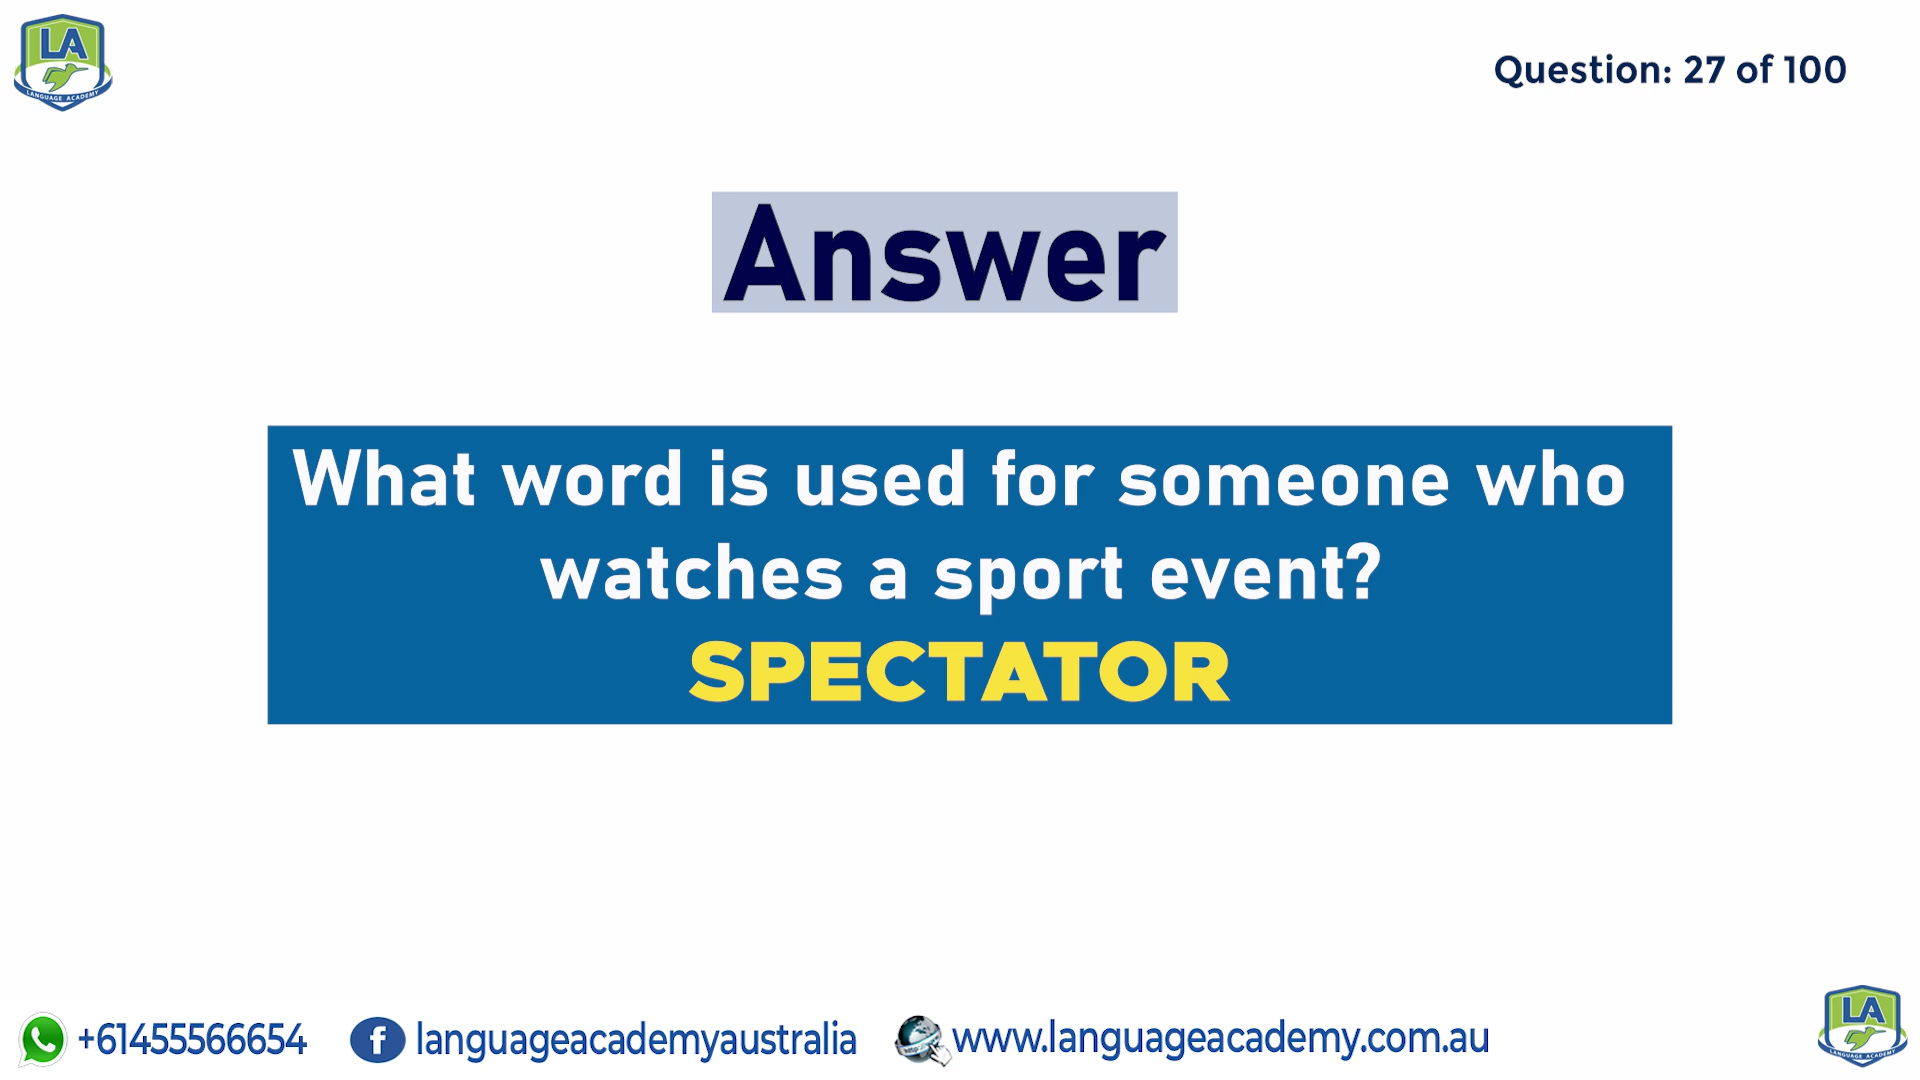 LA
LANGUAGE ACADEMY
Question: 27 of 100
Answer
What word is used for someone who
watches a sport event?
SPECTATOR
+61455566654
f languageacademyaustralia
http
www.languageacademy.com.au
LA
LANGUAGE ACADEMY